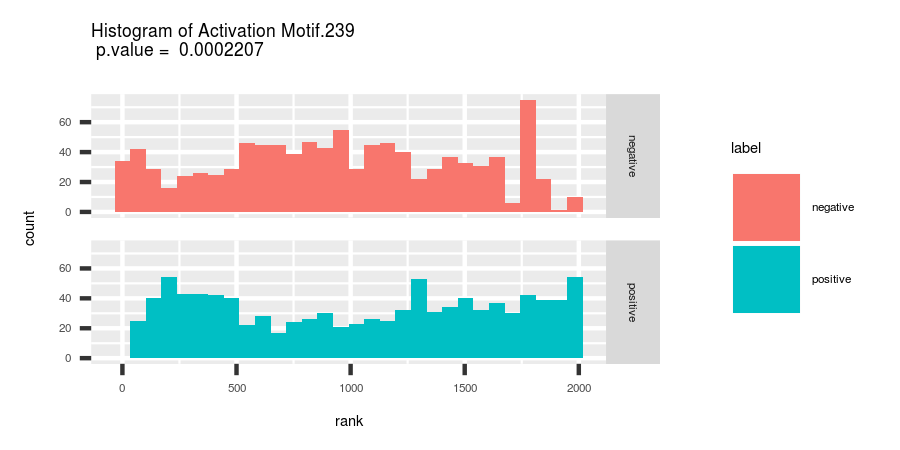 Histogram of Activation Motif.239
p.value = 0.0002207
count
60
40
20
0
negative
60
40
20
0
positive
0 500 1000 1500 2000
rank
label
negative
positive